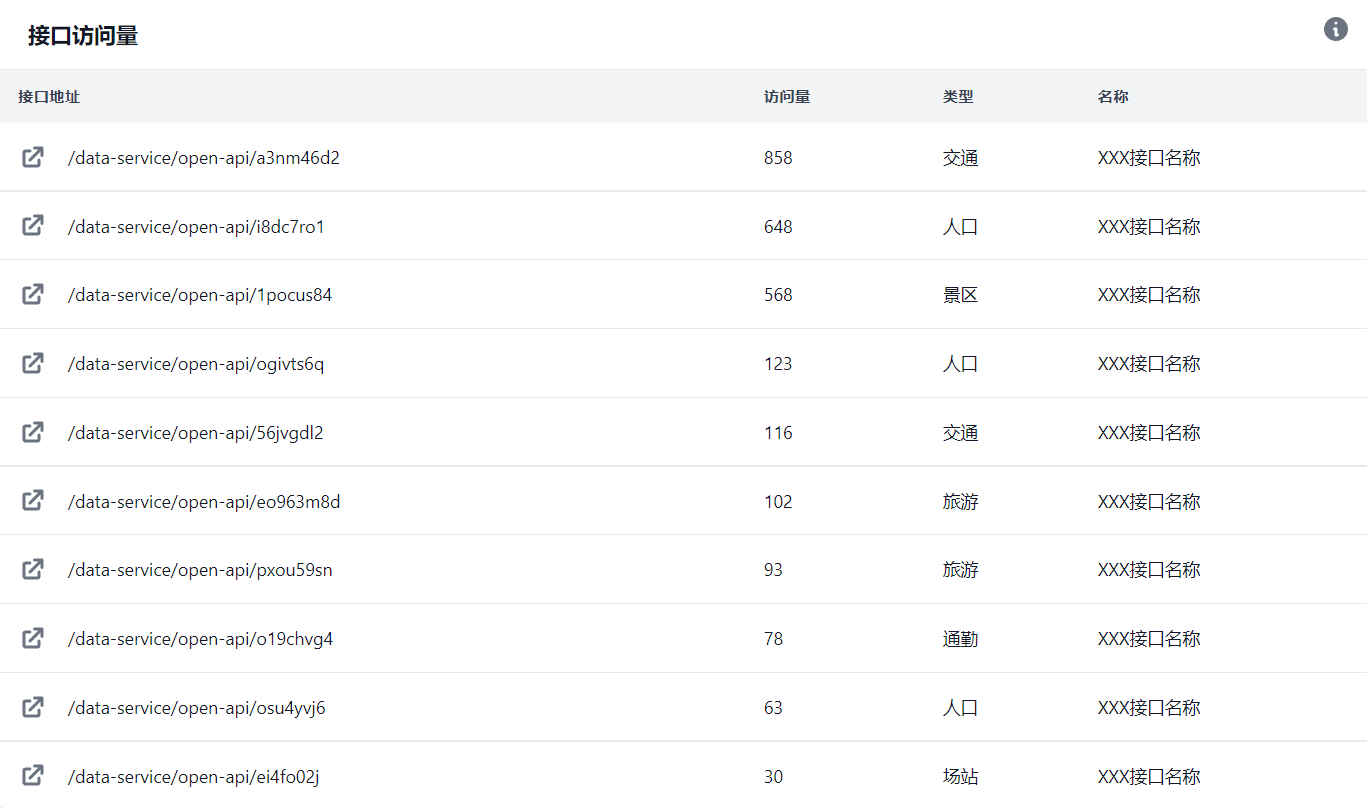 接口访问量
接口地址 访问量 类型 名称
/data-service/open-api/a3nm46d2 858 交通 XXX接口名称
/data-service/open-api/i8dc7ro1 648 人口 XXX接口名称
/data-service/open-api/1pocus84 568 景区 XXX接口名称
/data-service/open-api/ogivts6q 123 人口 XXX接口名称
/data-service/open-api/56jvgdl2 116 交通 XXX接口名称
/data-service/open-api/eo963m8d 102 旅游 XXX接口名称
/data-service/open-api/pxou59sn 93 旅游 XXX接口名称
/data-service/open-api/o19chvg4 78 通勤 XXX接口名称
/data-service/open-api/osu4yvj6 63 人口 XXX接口名称
/data-service/open-api/ei4fo02j 30 场站 XXX接口名称